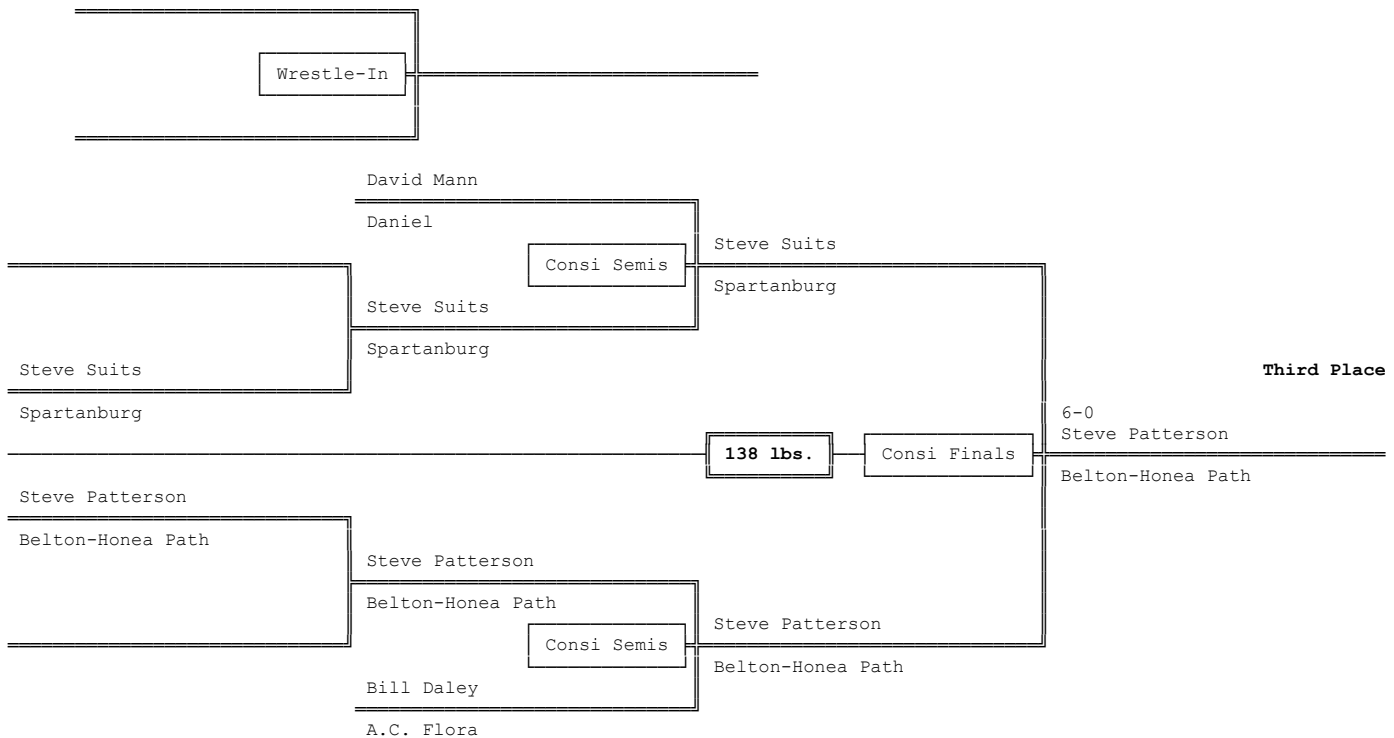 Wrestle-In
David Mann
Daniel
Steve Suits
Consi Semis
Spartanburg
Steve Suits
Spartanburg
Steve Suits
Third Place
Spartanburg
6-0
Steve Patterson
138 lbs.
Consi Finals
Belton-Honea Path
Steve Patterson
Belton-Honea Path
Steve Patterson
Belton-Honea Path
Steve Patterson
Consi Semis
Belton-Honea Path
Bill Daley
A.C. Flora